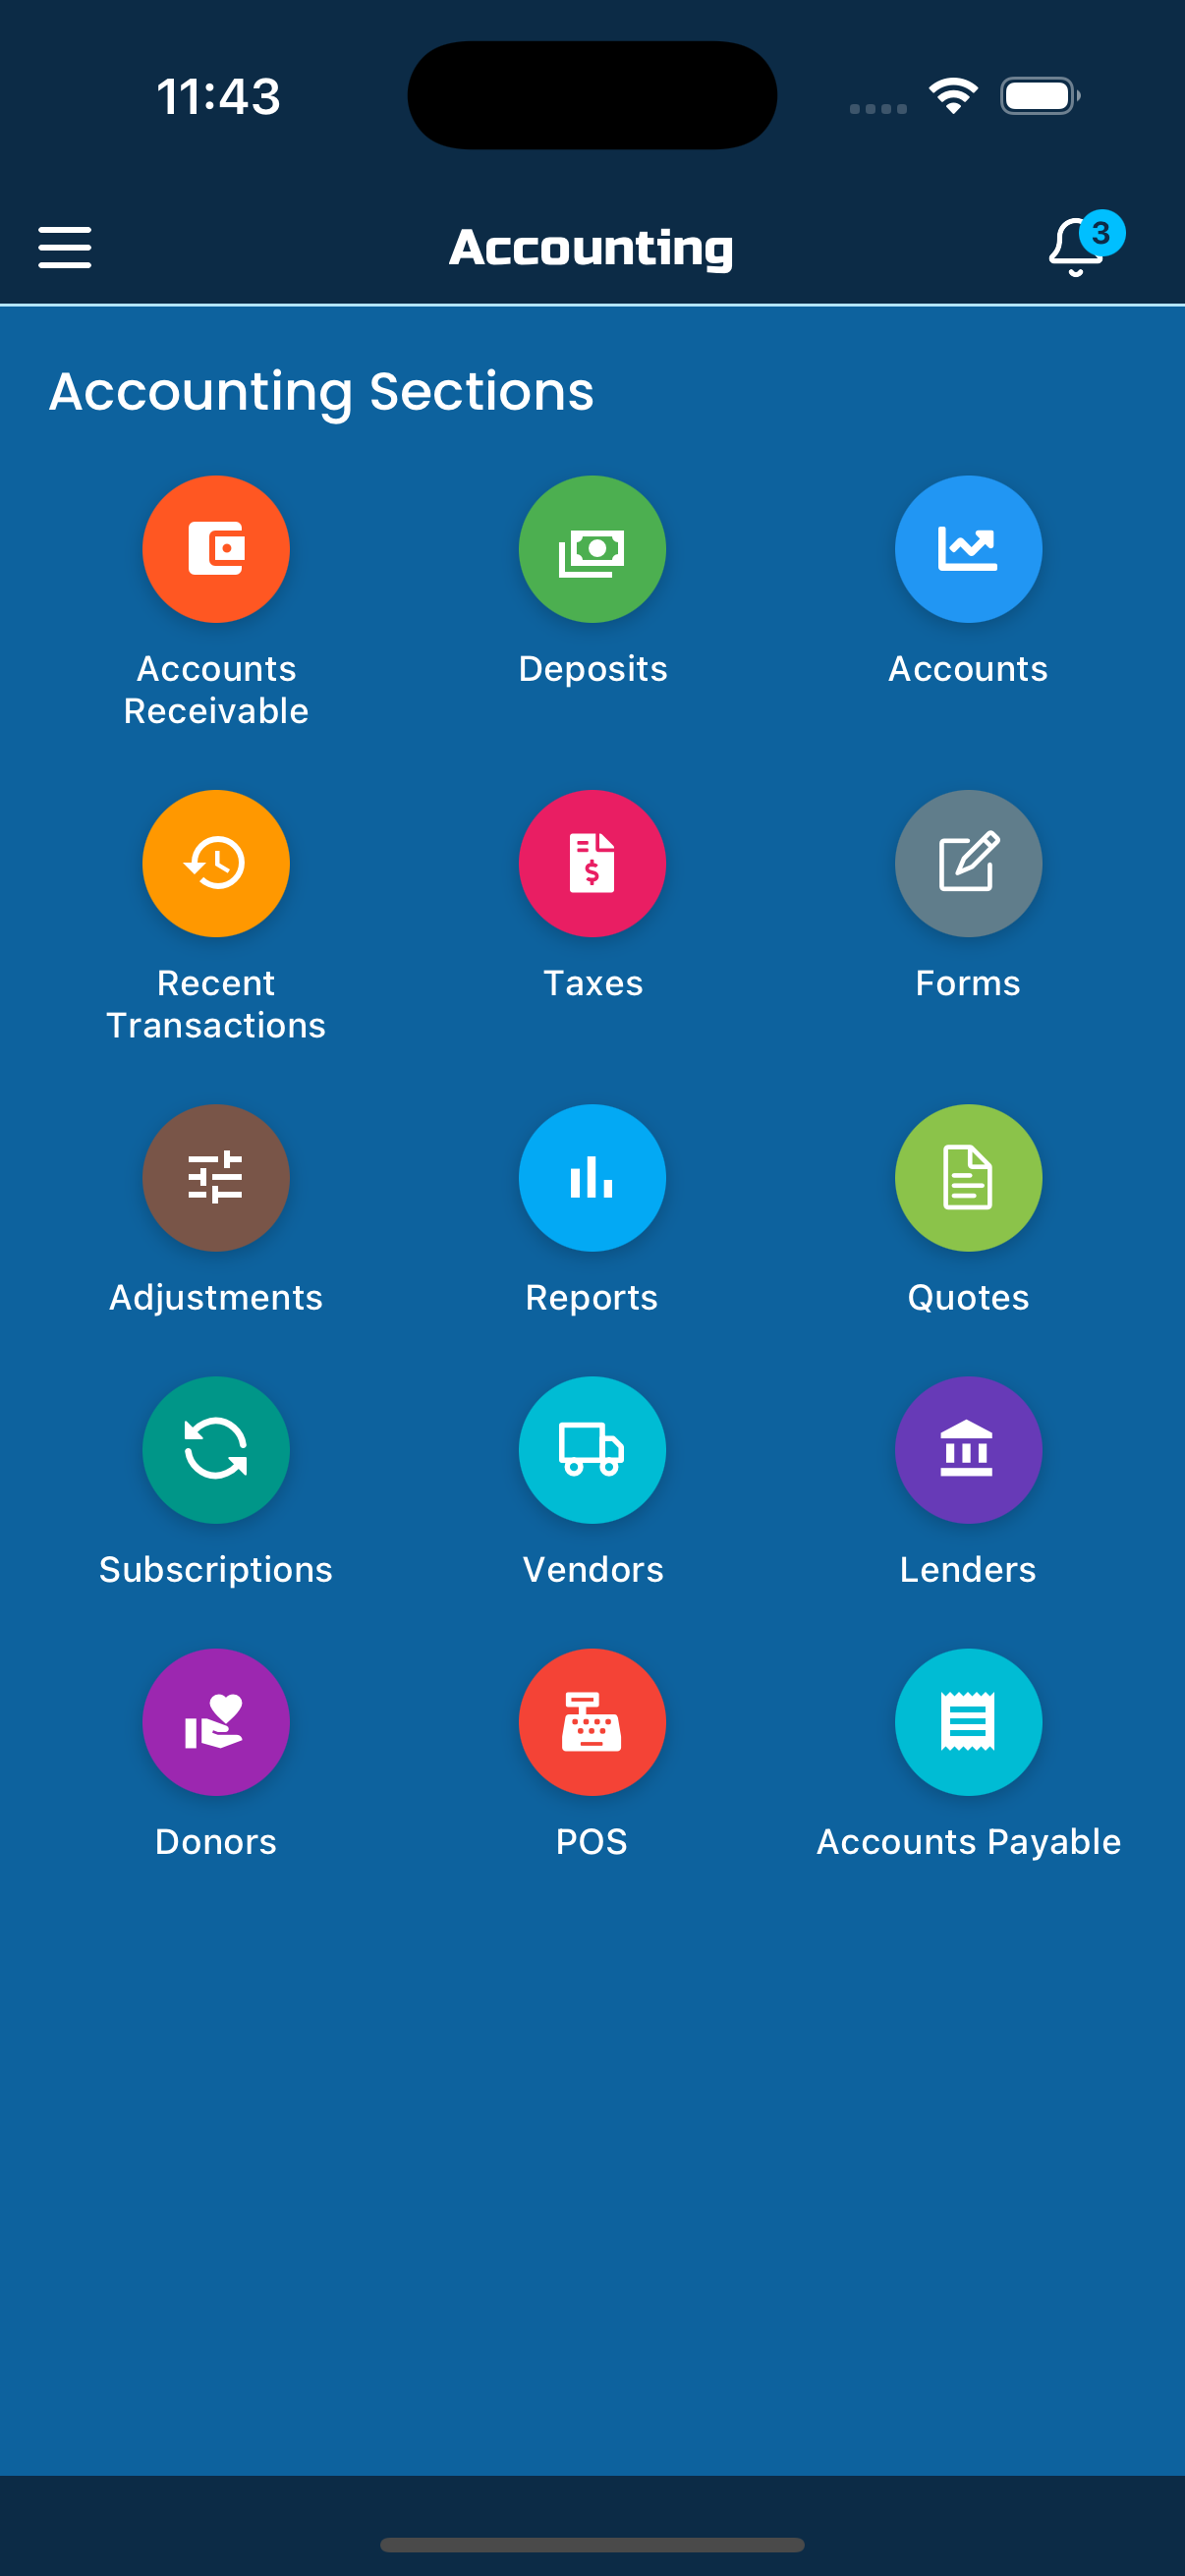 11:43
Accounting
3
Accounting Sections
Accounts
Receivable
Deposits
Accounts
Recent
Transactions
$
Taxes
Forms
Adjustments
Reports
Quotes
Subscriptions
Vendors
Lenders
Donors
POS
Accounts Payable